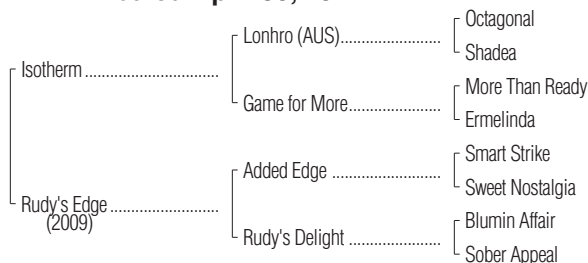 Octagonal
Lonhro (AUS)
Shadea
Isotherm
More Than Ready
Game for More
Ermelinda
Smart Strike
Added Edge
Sweet Nostalgia
Rudy's Edge
(2009)
Blumin Affair
Rudy's Delight
Sober Appeal